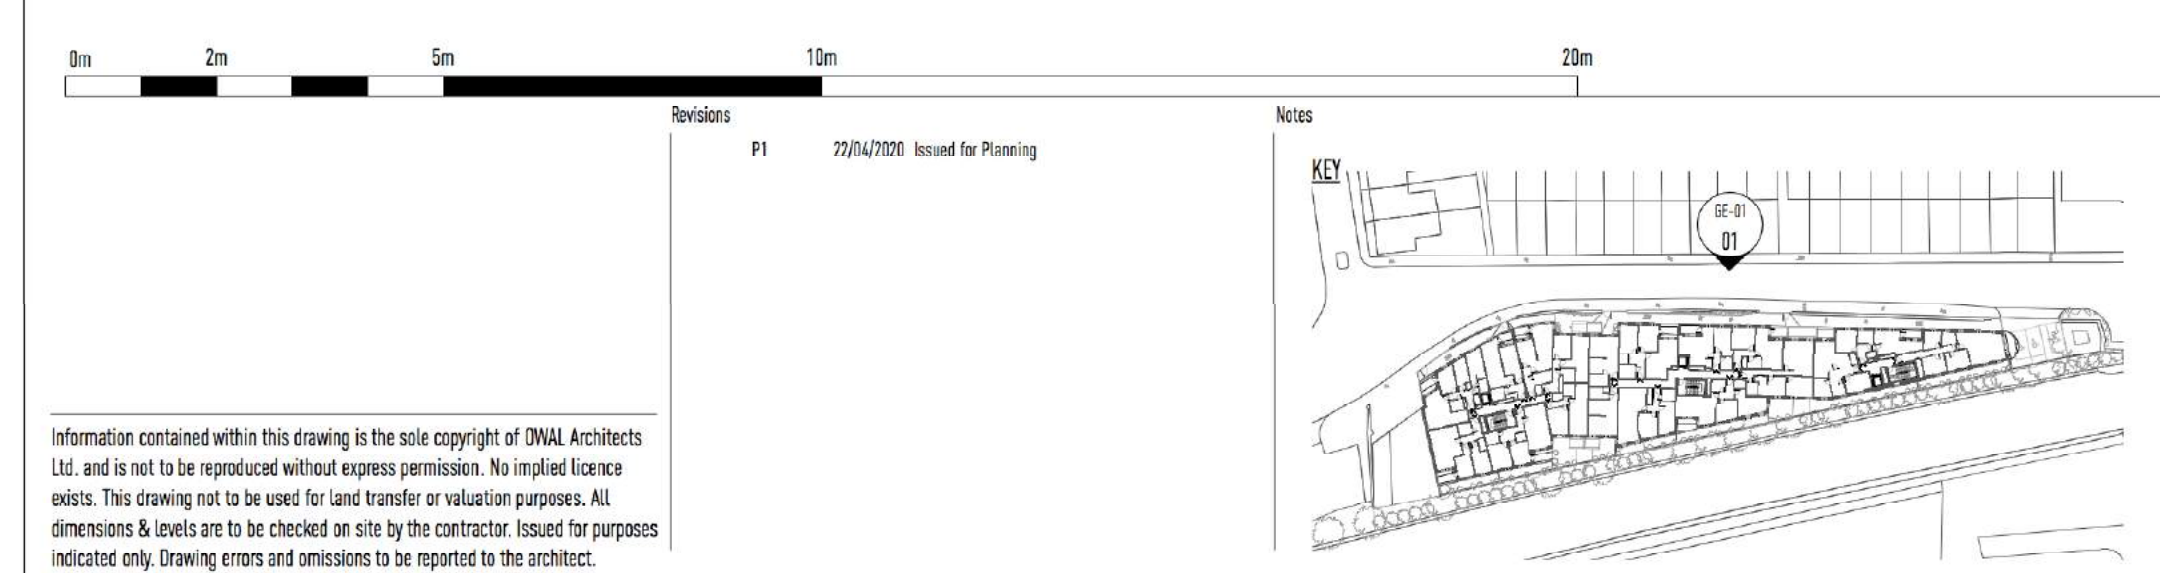 0m 2m 5m 10m 20m
Revisions
P1 22/04/2020 Issued for Planning
Notes
KEY
GE-01
01
Information contained within this drawing is the sole copyright of OWAL Architects
Ltd. and is not to be reproduced without express permission. No implied licence
exists. This drawing not to be used for land transfer or valuation purposes. All
dimensions & levels are to be checked on site by the contractor. Issued for purposes
indicated only. Drawing errors and omissions to be reported to the architect.